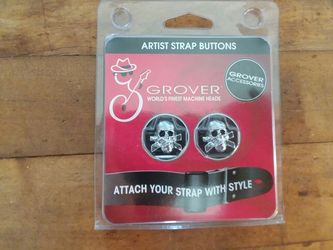 ARTIST STRAP BUTTONS
GROVER
ACCESSORIES
GROVER
WORLD'S FINEST MACHINE HEADS
ATTACH YOUR STRAP WITH STYLE